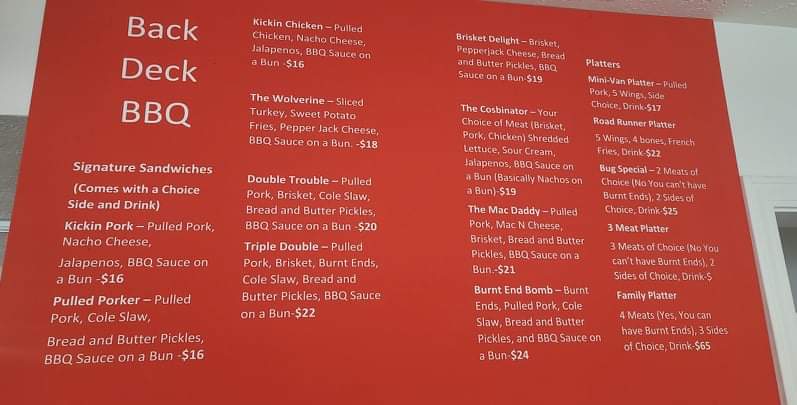 Back
Deck
BBQ
Signature Sandwiches
(Comes with a Choice
Side and Drink)
Kickin Pork – Pulled Pork,
Nacho Cheese,
Jalapenos, BBQ Sauce on
a Bun -$16
Pulled Porker – Pulled
Pork, Cole Slaw,
Bread and Butter Pickles,
BBQ Sauce on a Bun -$16
Kickin Chicken – Pulled
Chicken, Nacho Cheese,
Jalapenos, BBQ Sauce on
a Bun -$16
The Wolverine – Sliced
Turkey, Sweet Potato
Fries, Pepper Jack Cheese,
BBQ Sauce on a Bun. -$18
Double Trouble – Pulled
Pork, Brisket, Cole Slaw,
Bread and Butter Pickles,
BBQ Sauce on a Bun -$20
Triple Double – Pulled
Pork, Brisket, Burnt Ends,
Cole Slaw, Bread and
Butter Pickles, BBQ Sauce
on a Bun-$22
Brisket Delight – Brisket,
Pepperjack Cheese, Bread
and Butter Pickles, BBQ
Sauce on a Bun-$19
The Cosbinator – Your
Choice of Meat (Brisket,
Pork, Chicken) Shredded
Lettuce, Sour Cream,
Jalapenos, BBQ Sauce on
a Bun (Basically Nachos on
a Bun)-$19
The Mac Daddy – Pulled
Pork, Mac N Cheese,
Brisket, Bread and Butter
Pickles, BBQ Sauce on a
Bun.-$21
Burnt End Bomb – Burnt
Ends, Pulled Pork, Cole
Slaw, Bread and Butter
Pickles, and BBQ Sauce on
a Bun-$24
Platters
Mini-Van Platter – Pulled
Pork, 5 Wings, Side
Choice, Drink-$17
Road Runner Platter
5 Wings, 4 bones, French
Fries, Drink-$22
Bug Special – 2 Meats of
Choice (No You can't have
Burnt Ends), 2 Sides of
Choice, Drink-$25
3 Meat Platter
3 Meats of Choice (No You
can't have Burnt Ends), 2
Sides of Choice, Drink-$
Family Platter
4 Meats (Yes, You can
have Burnt Ends), 3 Sides
of Choice, Drink-$65